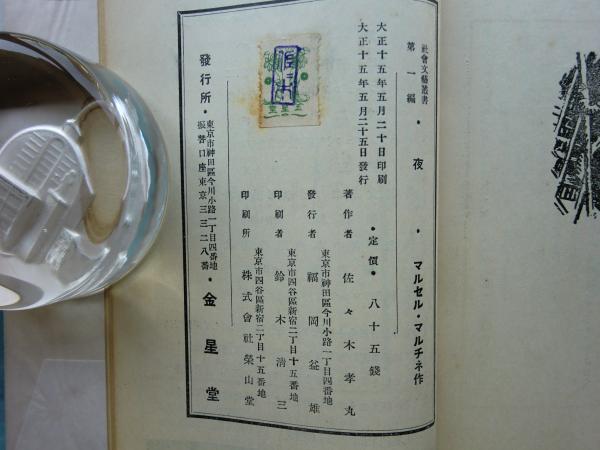 社會文藝叢書
第一編 ・ 夜 ・ マルセル・マルチネ作
大正十五年五月二十日印刷
大正十五年五月二十五日發行
・定價・ 八十五錢
著作者 佐々木孝丸
東京市神田區今川小路一丁目四番地
發行者 福岡益雄
東京市四谷區新宿二丁目十五番地
印刷者 鈴木淸三
東京市四谷區新宿二丁目十五番地
印刷所 株式會社榮山堂
發行所・ 東京市神田區今川小路一丁目四番地
振替口座東京三三二八番 ・金星堂